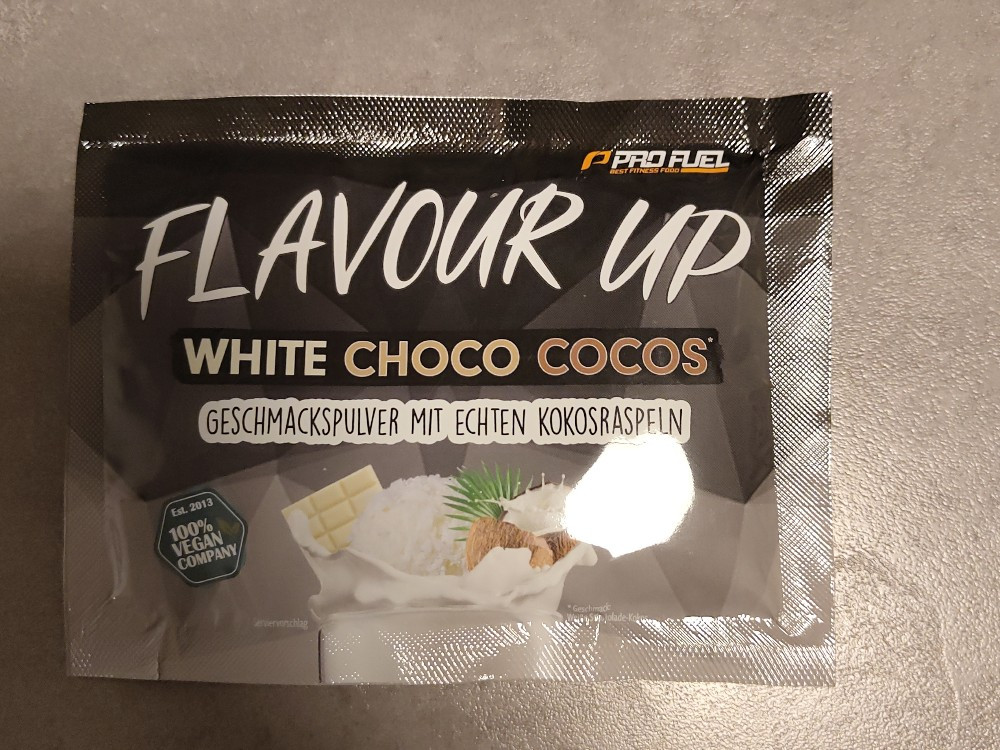 PRO FUEL
BEST FITNESS FOOD
FLAVOUR UP
WHITE CHOCO COCOS*
GESCHMACKSPULVER MIT ECHTEN KOKOSRASPELN
Est. 2013
100%
VEGAN
COMPANY
* Geschmack: